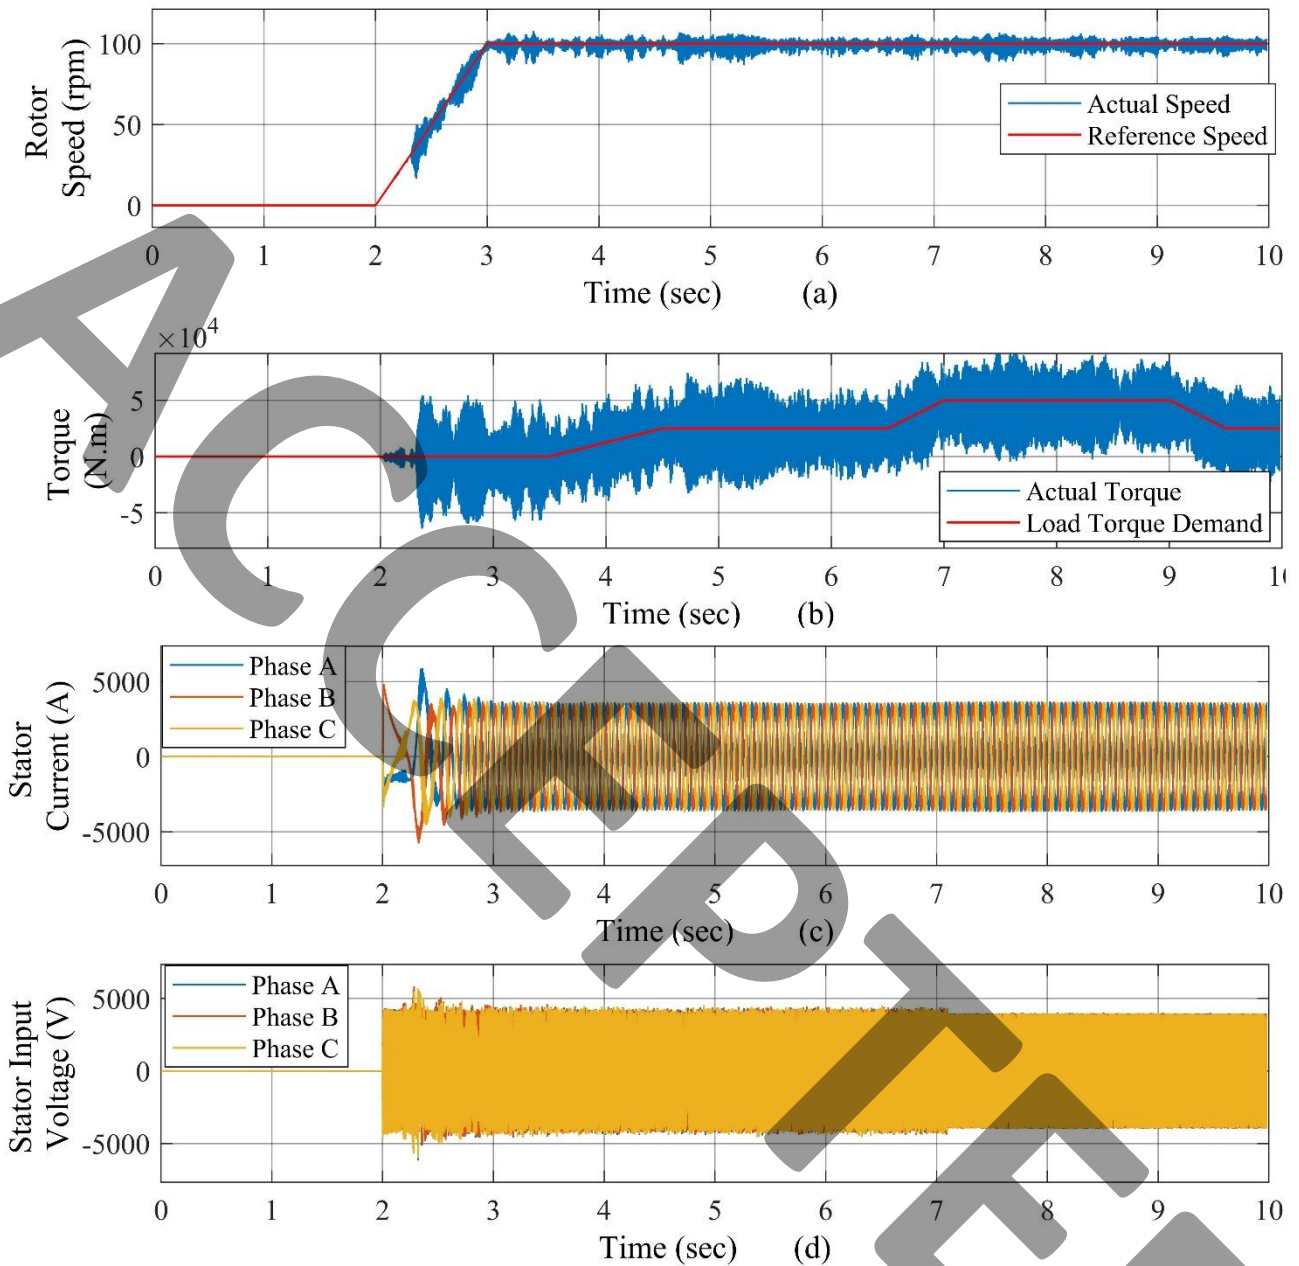 Rotor
Speed (rpm)
100
50
0
Actual Speed
Reference Speed
0 1 2 3 4 5 6 7 8 9 10
Time (sec) (a)
×10⁴
Torque
(N.m)
5
0
-5
Actual Torque
Load Torque Demand
0 1 2 3 4 5 6 7 8 9 1
Time (sec) (b)
Stator
Current (A)
5000
0
-5000
Phase A
Phase B
Phase C
0 1 2 3 4 5 6 7 8 9 10
Time (sec) (c)
Stator Input
Voltage (V)
5000
0
-5000
Phase A
Phase B
Phase C
0 1 2 3 4 5 6 7 8 9 10
Time (sec) (d)
ACCEPTE